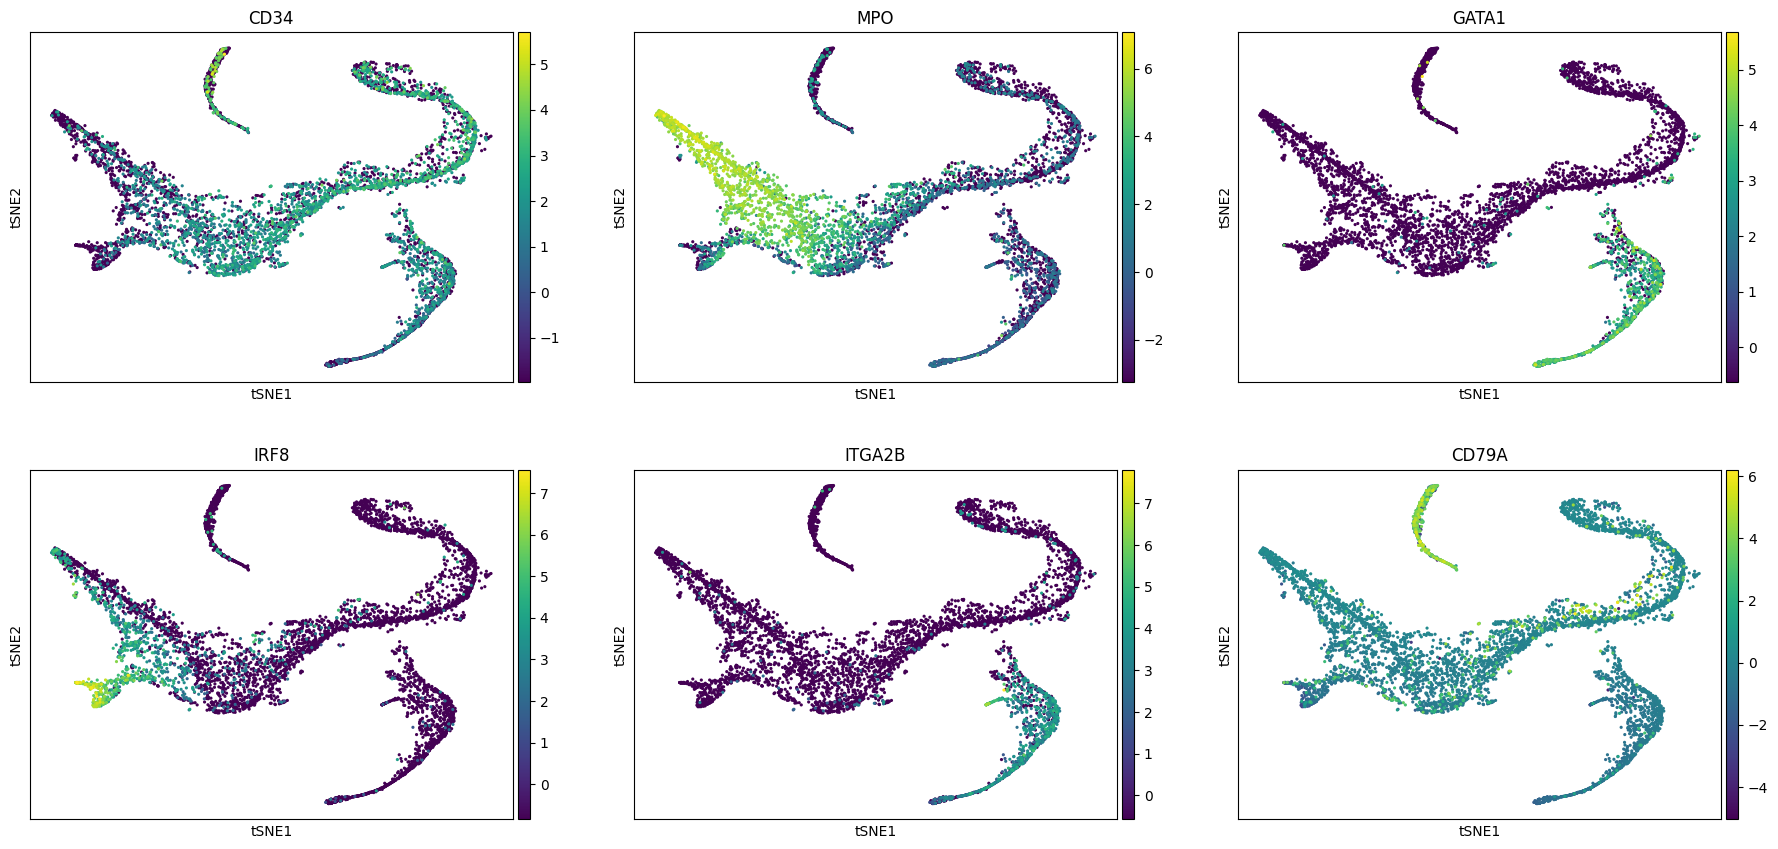 CD34
5
4
3
2
1
0
−1
tSNE2
tSNE1
MPO
6
4
2
0
−2
tSNE2
tSNE1
GATA1
5
4
3
2
1
0
tSNE2
tSNE1
IRF8
7
6
5
4
3
2
1
0
tSNE2
tSNE1
ITGA2B
7
6
5
4
3
2
1
0
tSNE2
tSNE1
CD79A
6
4
2
0
−2
−4
tSNE2
tSNE1